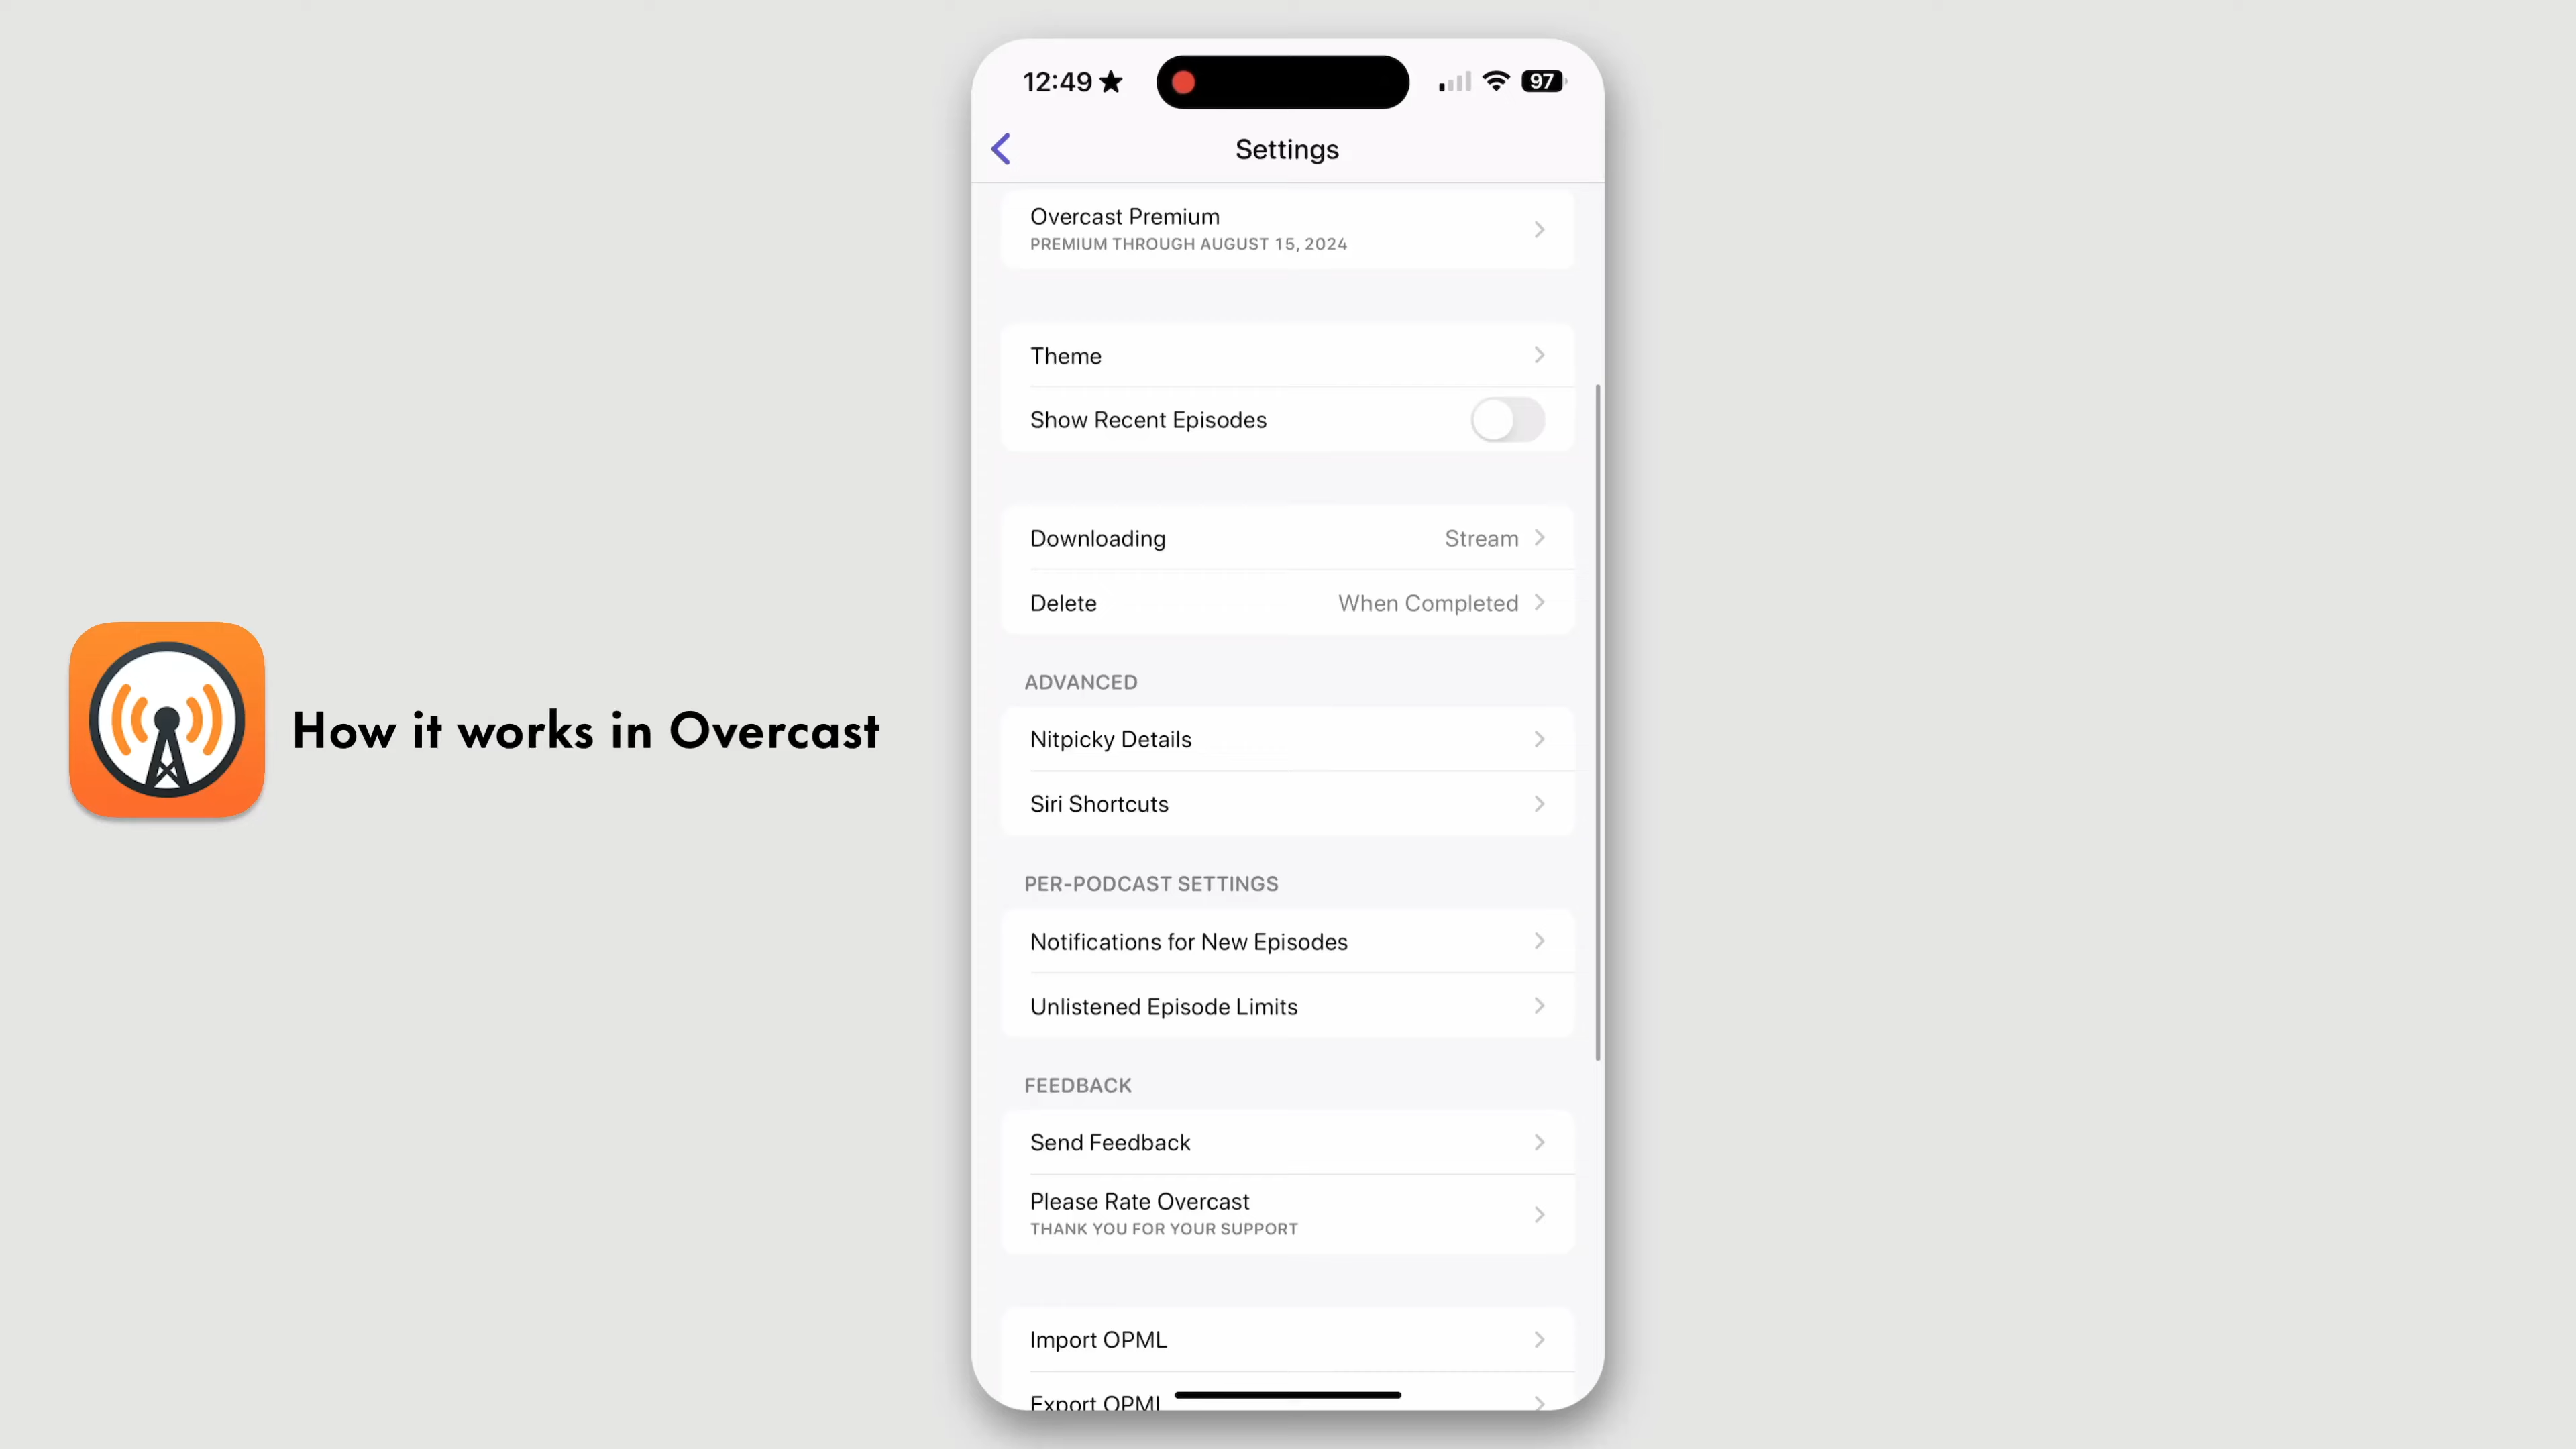 12:49
97
Settings
Overcast Premium
PREMIUM THROUGH AUGUST 15, 2024
Theme
Show Recent Episodes
Downloading Stream
Delete When Completed
ADVANCED
Nitpicky Details
Siri Shortcuts
PER-PODCAST SETTINGS
Notifications for New Episodes
Unlistened Episode Limits
FEEDBACK
Send Feedback
Please Rate Overcast
THANK YOU FOR YOUR SUPPORT
Import OPML
Export OPML
How it works in Overcast